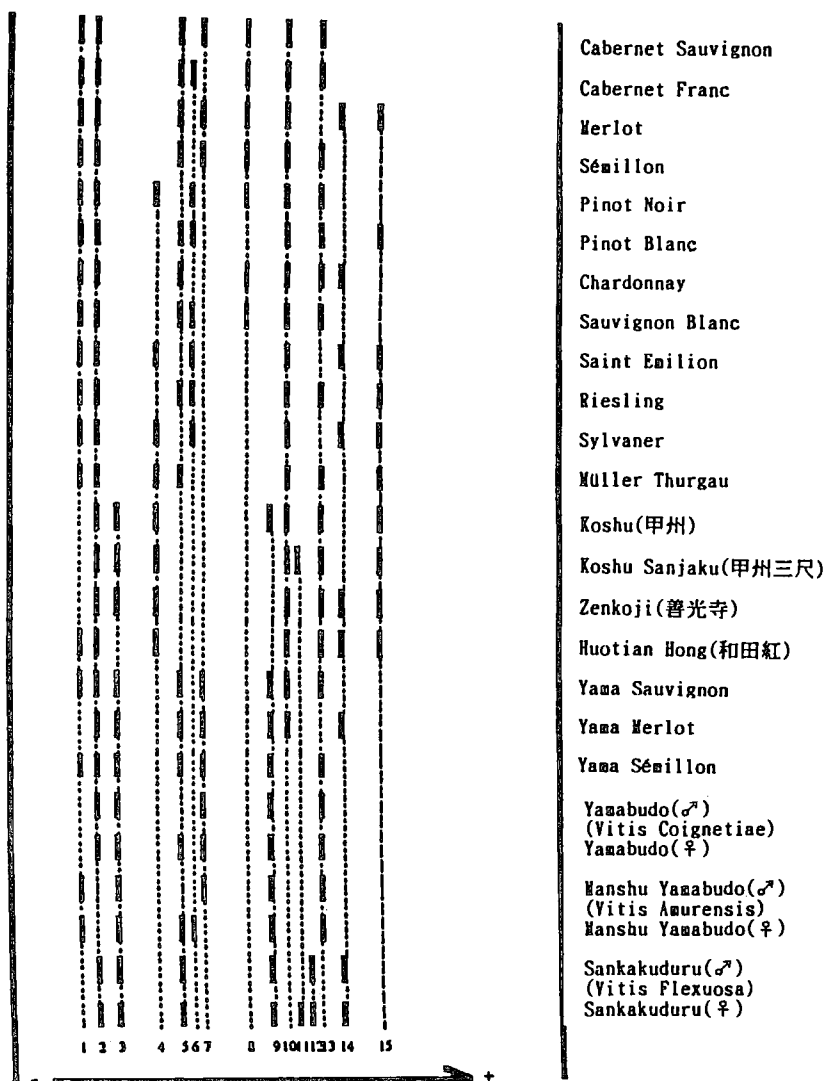 Cabernet Sauvignon
Cabernet Franc
Merlot
Sémillon
Pinot Noir
Pinot Blanc
Chardonnay
Sauvignon Blanc
Saint Emilion
Riesling
Sylvaner
Müller Thurgau
Koshu(甲州)
Koshu Sanjaku(甲州三尺)
Zenkoji(善光寺)
Huotian Hong(和田紅)
Yama Sauvignon
Yama Merlot
Yama Sémillon
Yamabudo(♂)
(Vitis Coignetiae)
Yamabudo(♀)
Manshu Yamabudo(♂)
(Vitis Amurensis)
Manshu Yamabudo(♀)
Sankakuduru(♂)
(Vitis Flexuosa)
Sankakuduru(♀)
1 2 3 4 5 6 7 8 9 10 11 12 13 14 15
- +